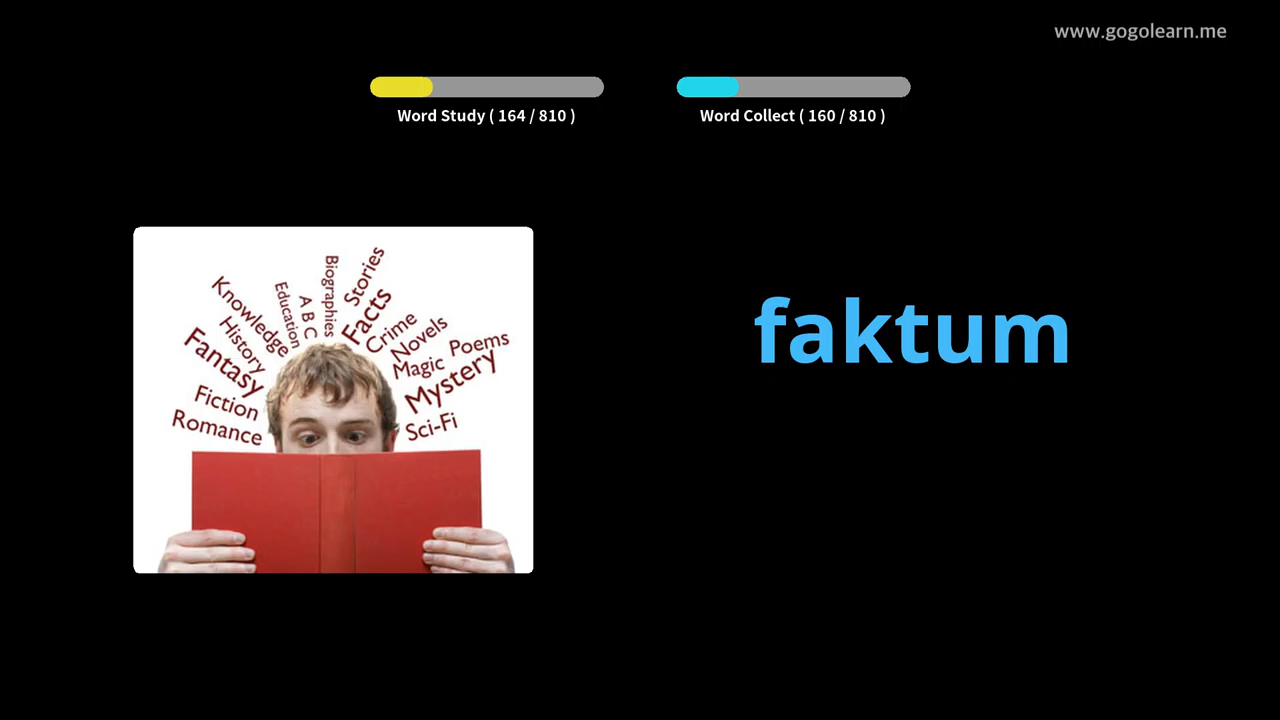 www.gogolearn.me
Word Study ( 164 / 810 )
Word Collect ( 160 / 810 )
Romance
Fiction
Fantasy
History
Knowledge
Education
A B C
Biographies
Stories
Facts
Crime
Novels
Magic
Poems
Mystery
Sci-Fi
faktum